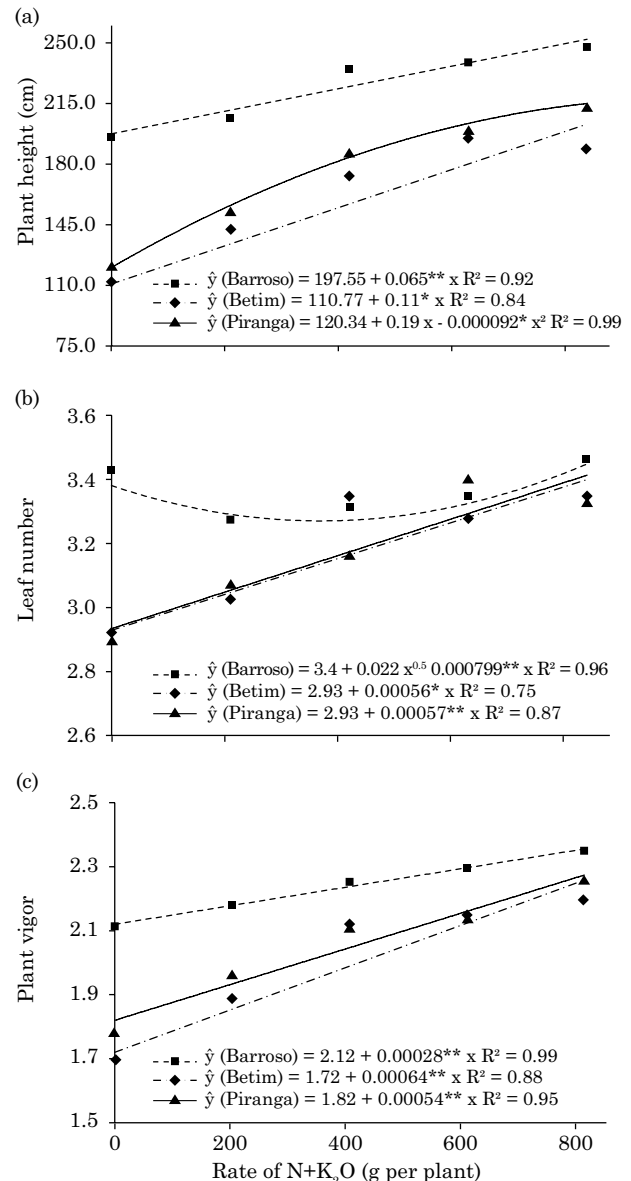 (a)
Plant height (cm)
250.0
215.0
180.0
145.0
110.0
75.0
ŷ (Barroso) = 197.55 + 0.065** x R² = 0.92
ŷ (Betim) = 110.77 + 0.11* x R² = 0.84
ŷ (Piranga) = 120.34 + 0.19 x - 0.000092* x² R² = 0.99
(b)
Leaf number
3.6
3.4
3.2
3.0
2.8
2.6
ŷ (Barroso) = 3.4 + 0.022 x⁰·⁵ 0.000799** x R² = 0.96
ŷ (Betim) = 2.93 + 0.00056* x R² = 0.75
ŷ (Piranga) = 2.93 + 0.00057** x R² = 0.87
(c)
Plant vigor
2.5
2.3
2.1
1.9
1.7
1.5
ŷ (Barroso) = 2.12 + 0.00028** x R² = 0.99
ŷ (Betim) = 1.72 + 0.00064** x R² = 0.88
ŷ (Piranga) = 1.82 + 0.00054** x R² = 0.95
0 200 400 600 800
Rate of N+K₂O (g per plant)